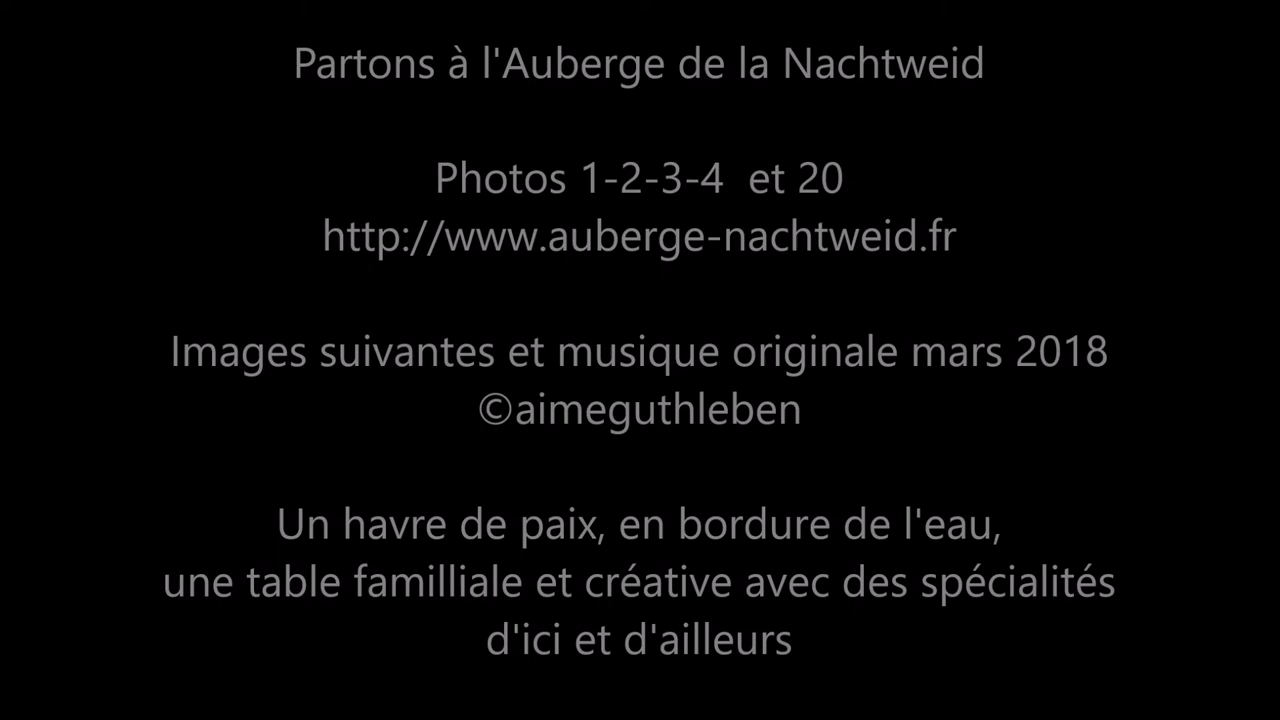 Partons à l'Auberge de la Nachtweid
Photos 1-2-3-4  et 20
http://www.auberge-nachtweid.fr
Images suivantes et musique originale mars 2018
©aimeguthleben
Un havre de paix, en bordure de l'eau,
une table familliale et créative avec des spécialités
d'ici et d'ailleurs